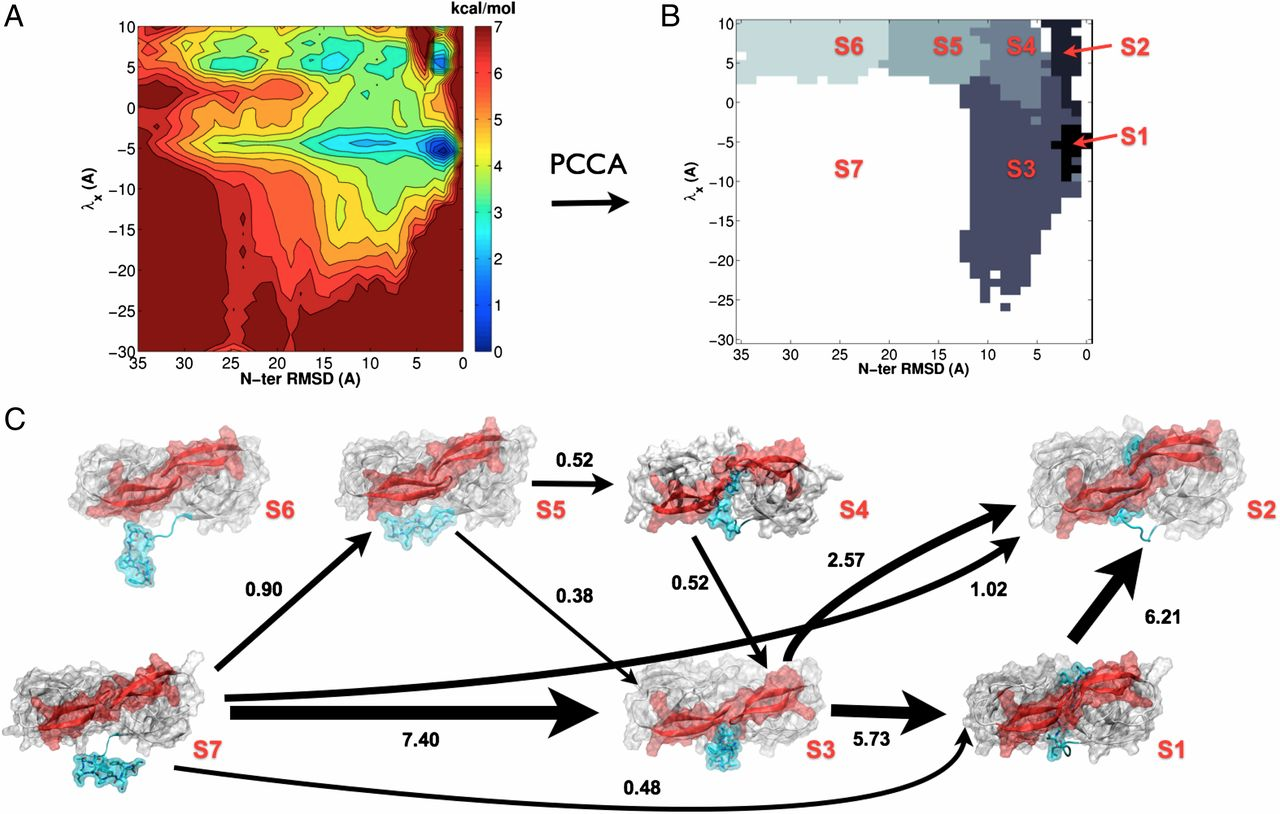 A
kcal/mol
10
5
0
−5
−10
−15
−20
−25
−30
λx (A)
35 30 25 20 15 10 5 0
N−ter RMSD (A)
7
6
5
4
3
2
1
0
PCCA
B
10
5
0
−5
−10
−15
−20
−25
−30
λx (A)
35 30 25 20 15 10 5 0
N−ter RMSD (A)
S6 S5 S4 S2
S1
S7 S3
C
S6
S5
0.52
S4
S2
0.90
0.38
0.52
2.57
1.02
6.21
S7
7.40
S3
5.73
S1
0.48